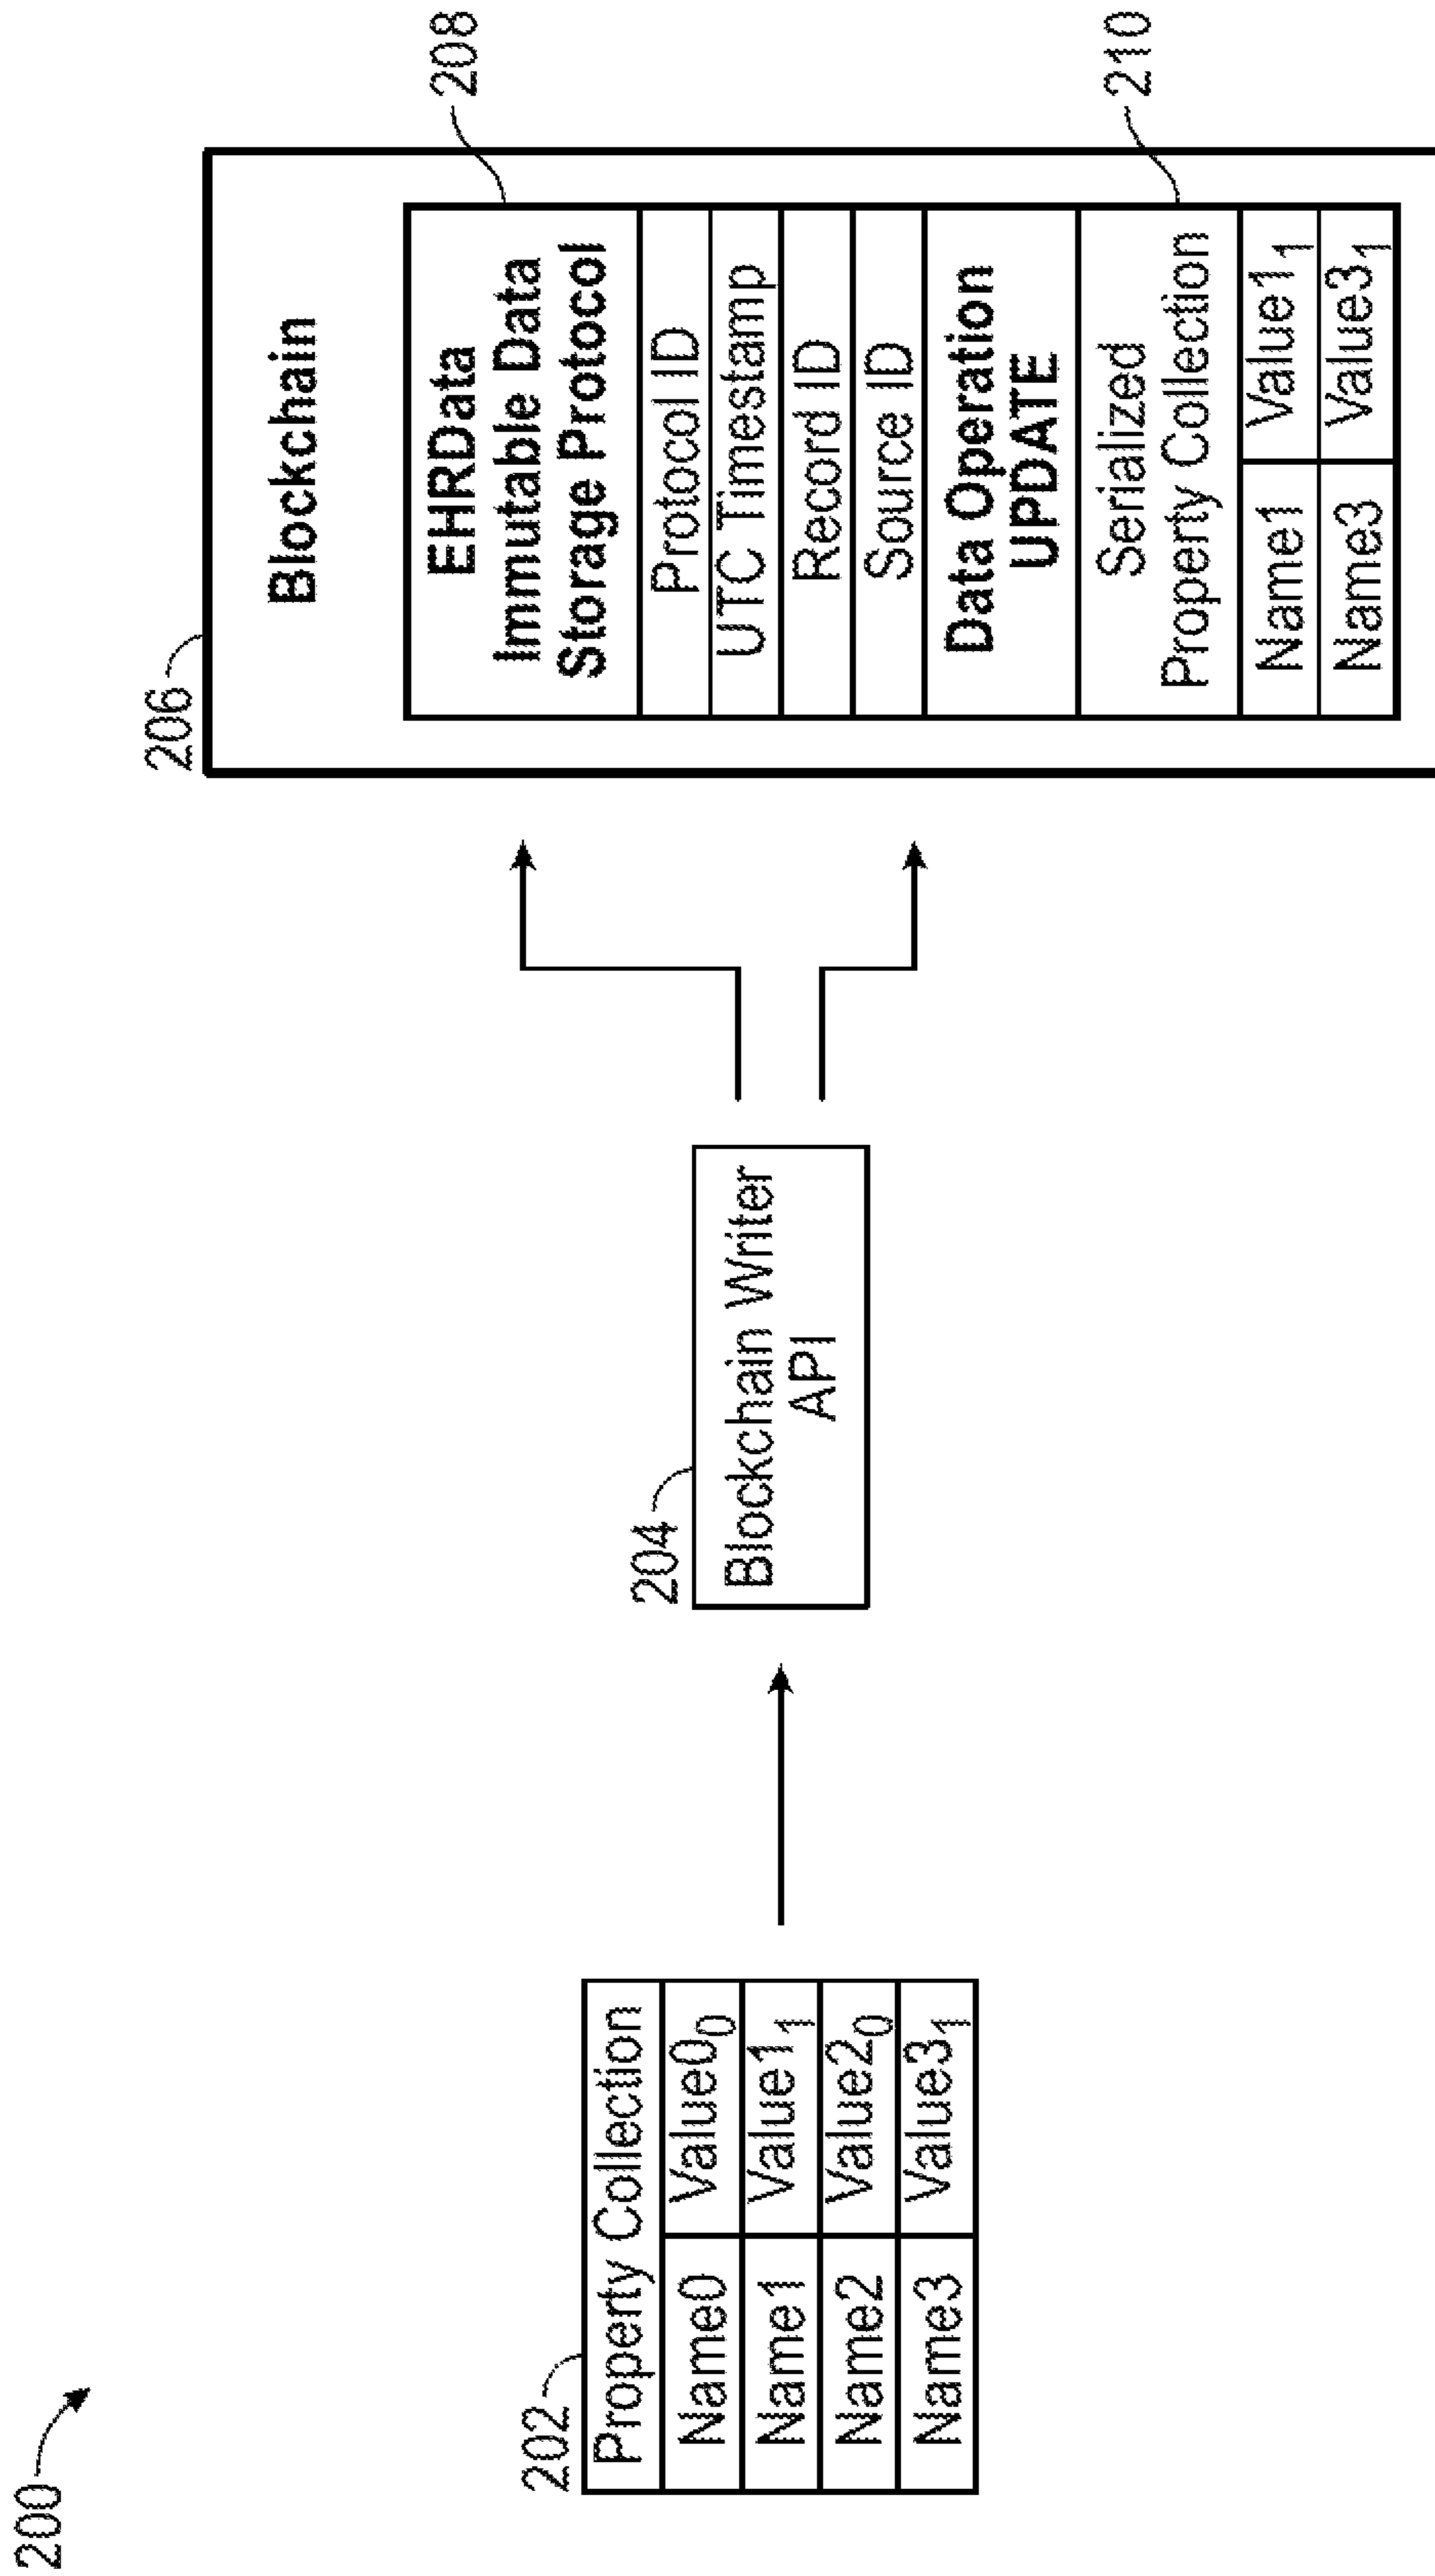 200
202
Property Collection
Name0 Value0₀
Name1 Value1₁
Name2 Value2₀
Name3 Value3₁
204
Blockchain Writer
API
206
Blockchain
208
EHRData
Immutable Data
Storage Protocol
Protocol ID
UTC Timestamp
Record ID
Source ID
Data Operation
UPDATE
210
Serialized
Property Collection
Name1 Value1₁
Name3 Value3₁